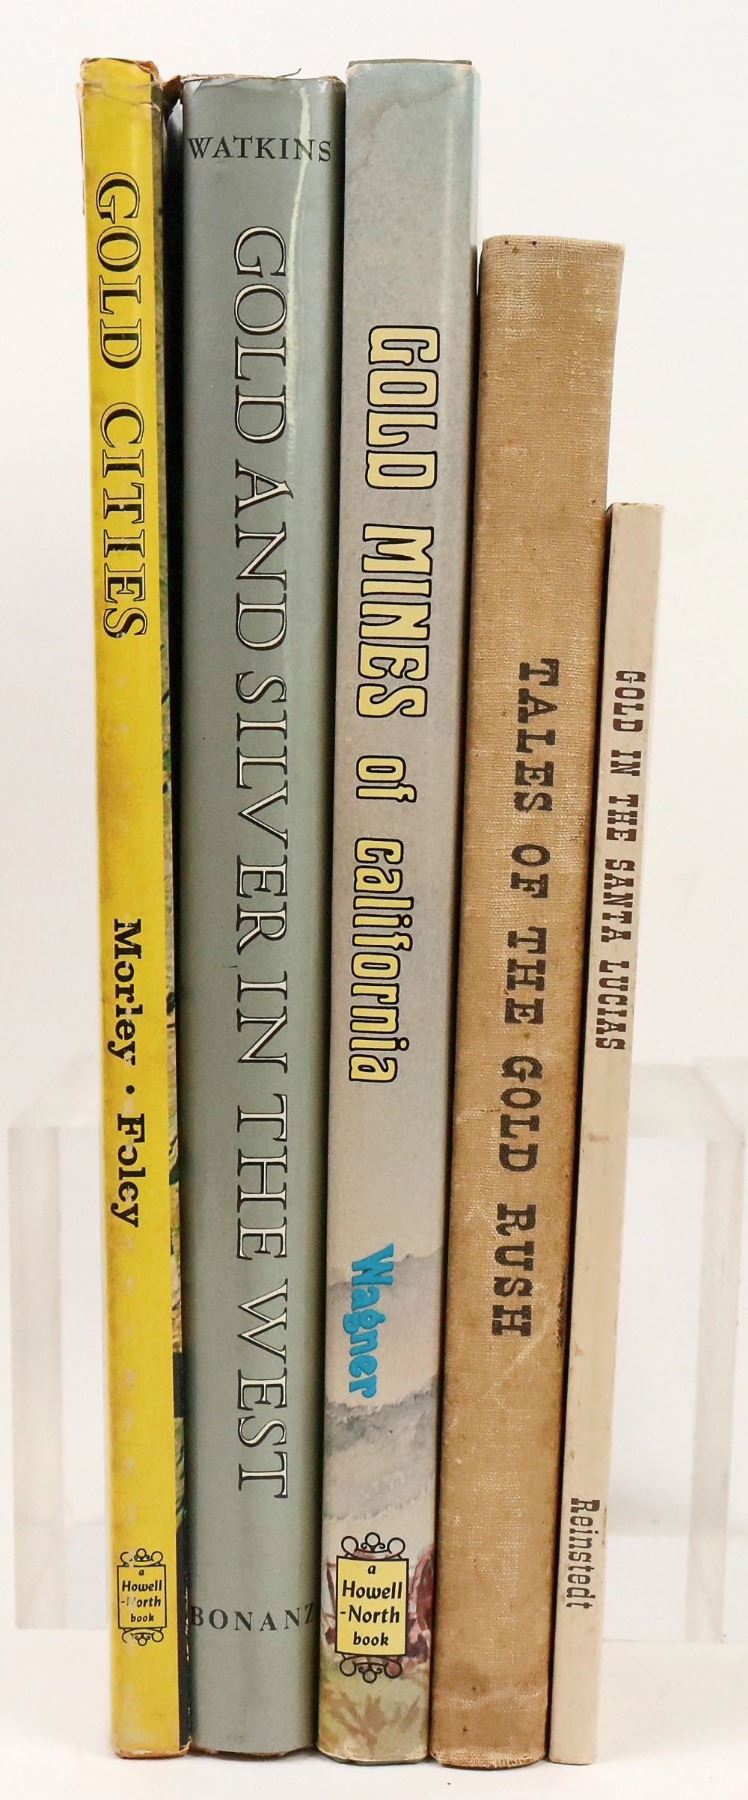 GOLD CITIES
Morley · Foley
a
Howell
-North
book
WATKINS
GOLD AND SILVER IN THE WEST
BONANZ
GOLD MINES of California
Wagner
a
Howell
-North
book
TALES OF THE GOLD RUSH
GOLD IN THE SANTA LUCIAS
Reinstedt